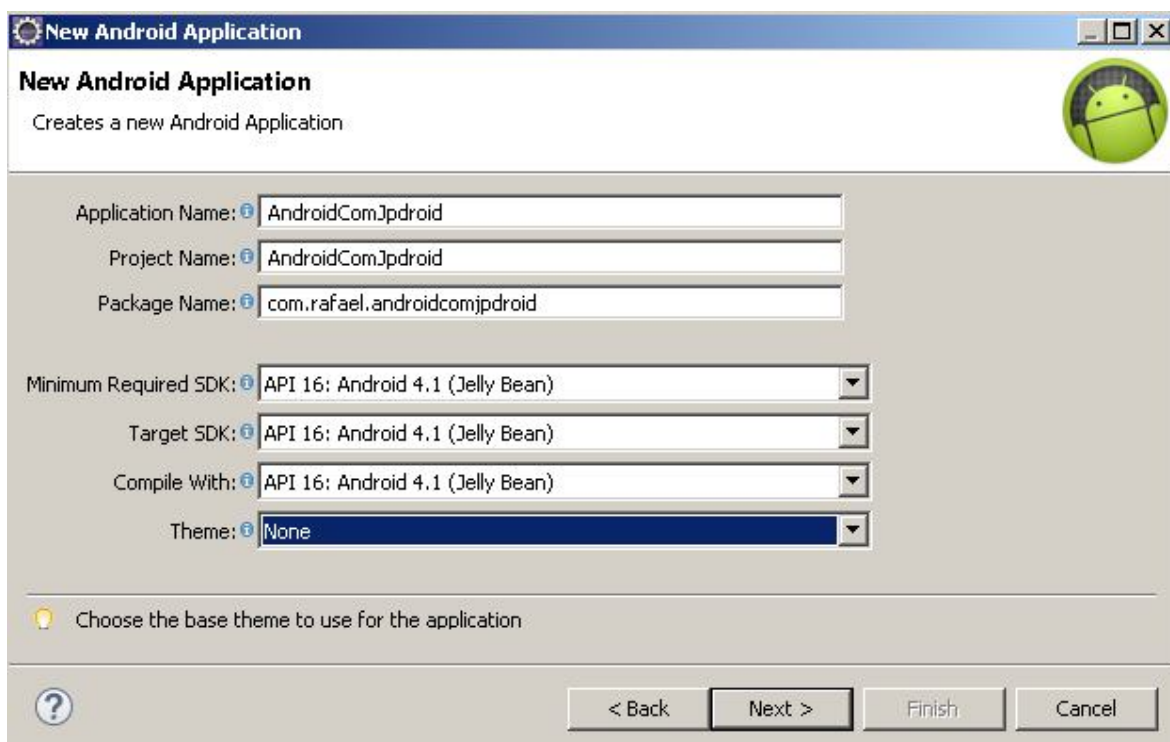 New Android Application
New Android Application
Creates a new Android Application
Application Name: AndroidComJpdroid
Project Name: AndroidComJpdroid
Package Name: com.rafael.androidcomjpdroid
Minimum Required SDK: API 16: Android 4.1 (Jelly Bean)
Target SDK: API 16: Android 4.1 (Jelly Bean)
Compile With: API 16: Android 4.1 (Jelly Bean)
Theme: None
Choose the base theme to use for the application
< Back Next > Finish Cancel